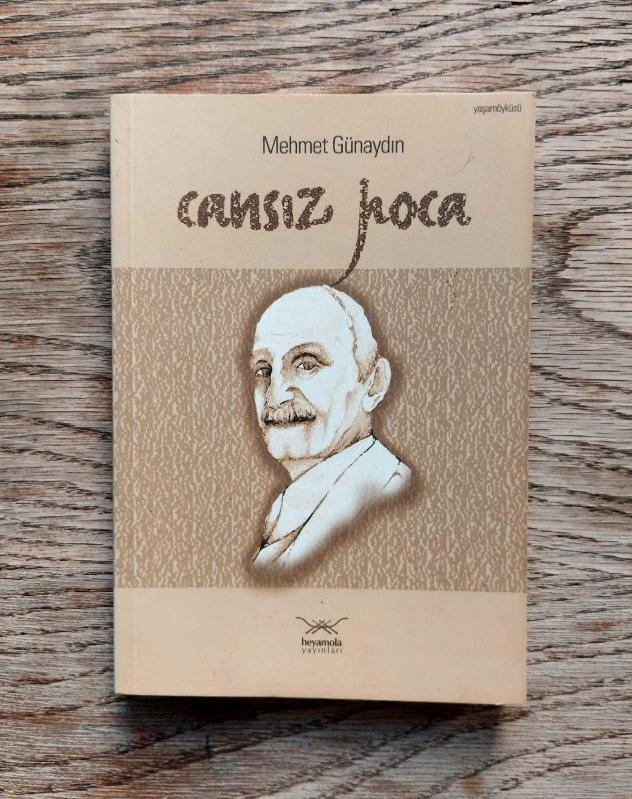 yaşamöyküsü
Mehmet Günaydın
cansız hoca
heyamola
yayınları